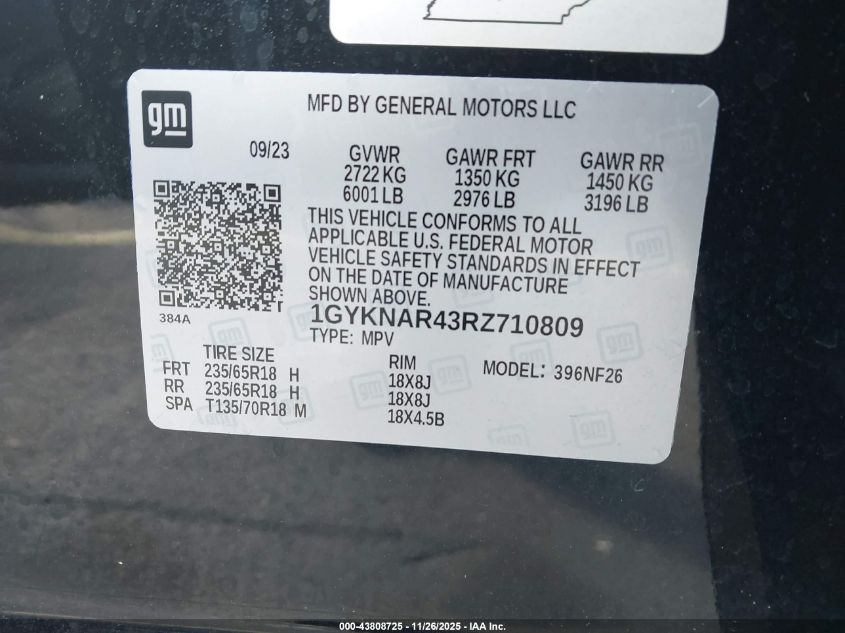 gm
MFD BY GENERAL MOTORS LLC
09/23
GVWR GAWR FRT GAWR RR
2722 KG 1350 KG 1450 KG
6001 LB 2976 LB 3196 LB
THIS VEHICLE CONFORMS TO ALL
APPLICABLE U.S. FEDERAL MOTOR
VEHICLE SAFETY STANDARDS IN EFFECT
ON THE DATE OF MANUFACTURE
SHOWN ABOVE.
384A
1GYKNAR43RZ710809
TYPE: MPV
TIRE SIZE RIM MODEL: 396NF26
FRT 235/65R18 H 18X8J
RR 235/65R18 H 18X8J
SPA T135/70R18 M 18X4.5B
000-43808725 - 11/26/2025 - IAA Inc.